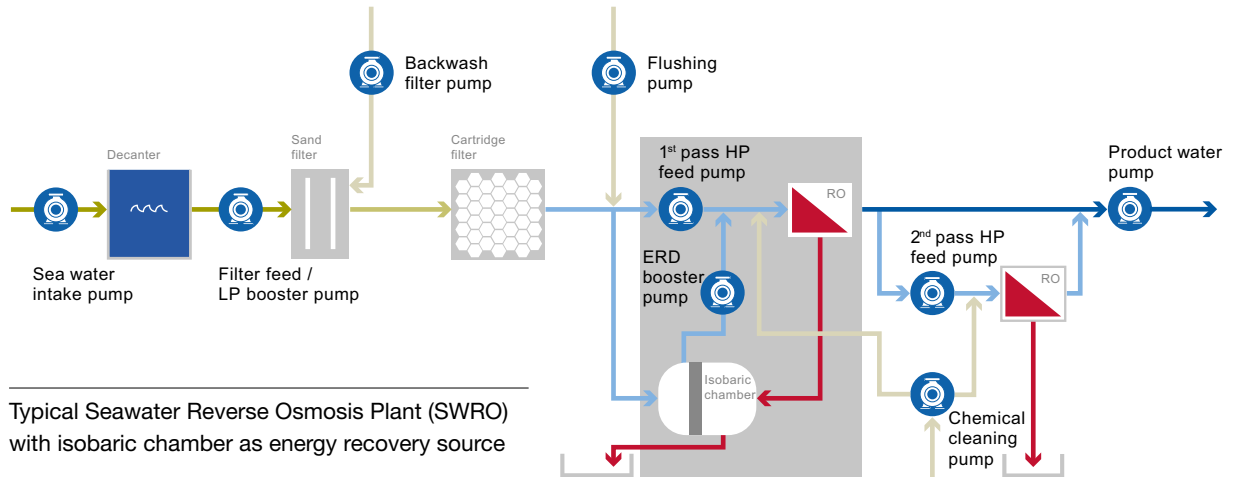 Backwash
filter pump
Flushing
pump
Decanter
Sand
filter
Cartridge
filter
1st pass HP
feed pump
Product water
pump
RO
Sea water
intake pump
Filter feed /
LP booster pump
ERD
booster
pump
2nd pass HP
feed pump
RO
Isobaric
chamber
Chemical
cleaning
pump
Typical Seawater Reverse Osmosis Plant (SWRO)
with isobaric chamber as energy recovery source